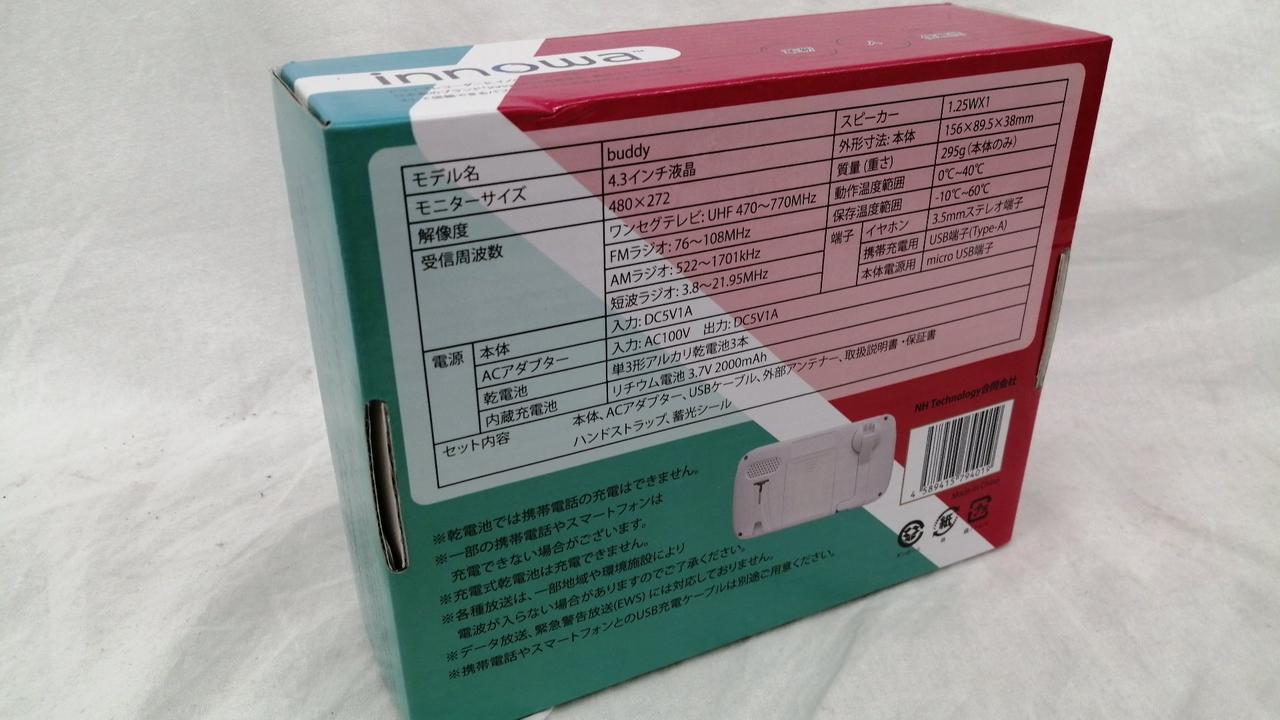 innowa™
モデル名 buddy
モニターサイズ 4.3インチ液晶
解像度 480×272
受信周波数 ワンセグテレビ: UHF 470〜770MHz
FMラジオ: 76〜108MHz
AMラジオ: 522〜1701kHz
短波ラジオ: 3.8〜21.95MHz
電源 本体 入力: DC5V1A
ACアダプター 入力: AC100V 出力: DC5V1A
乾電池 単3形アルカリ乾電池3本
内蔵充電池 リチウム電池 3.7V 2000mAh
セット内容 本体、ACアダプター、USBケーブル、外部アンテナー、取扱説明書・保証書
ハンドストラップ、蓄光シール
スピーカー 1.25WX1
外形寸法: 本体 156×89.5×38mm
質量 (重さ) 295g (本体のみ)
動作温度範囲 0℃~40℃
保存温度範囲 -10℃~60℃
端子 イヤホン 3.5mmステレオ端子
携帯充電用 USB端子(Type-A)
本体電源用 micro USB端子
※乾電池では携帯電話の充電はできません。
※一部の携帯電話やスマートフォンは
充電できない場合がございます。
※充電式乾電池は充電できません。
※各種放送は、一部地域や環境施設により
電波が入らない場合がありますのでご了承ください。
※データ放送、緊急警告放送(EWS) には対応しておりません。
※携帯電話やスマートフォンとのUSB充電ケーブルは別途ご用意ください。
NH Technology合同会社
4 589415 794019
Made in China
紙